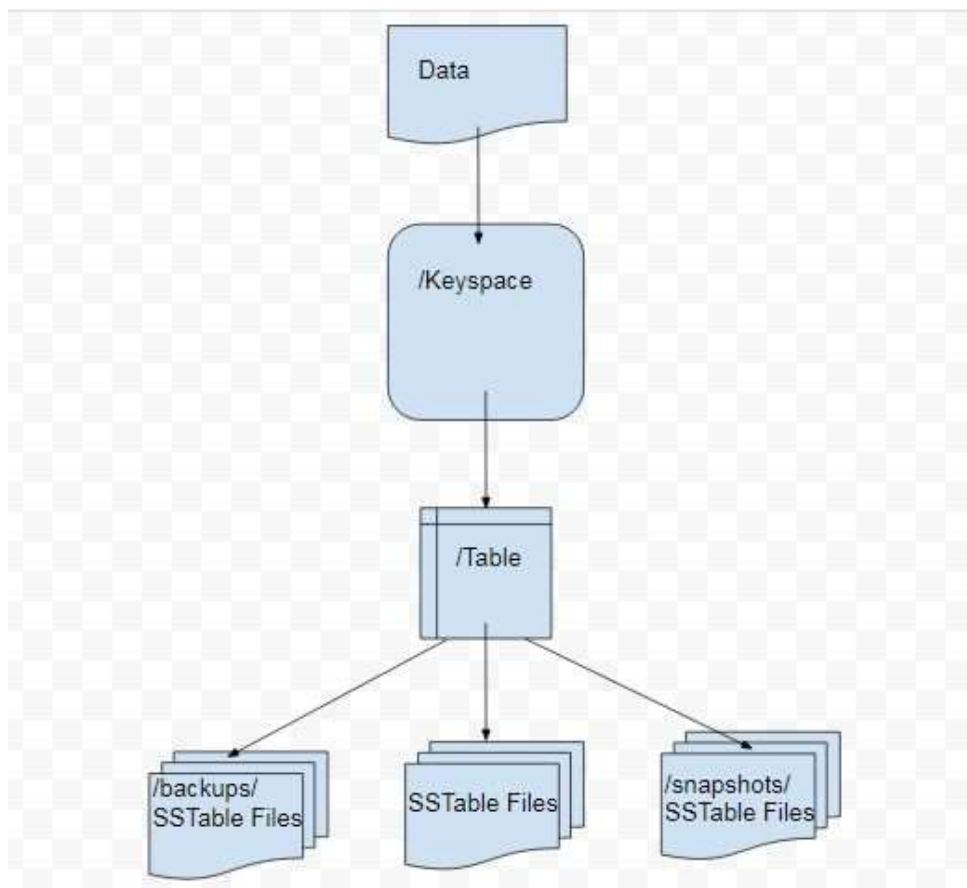 Data
/Keyspace
/Table
/backups/
SSTable Files
SSTable Files
/snapshots/
SSTable Files